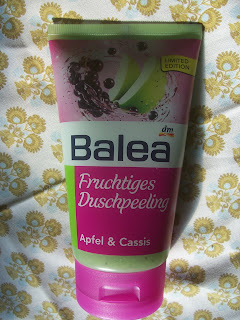 LIMITED
EDITION
dm
Balea
Fruchtiges
Duschpeeling
Apfel & Cassis